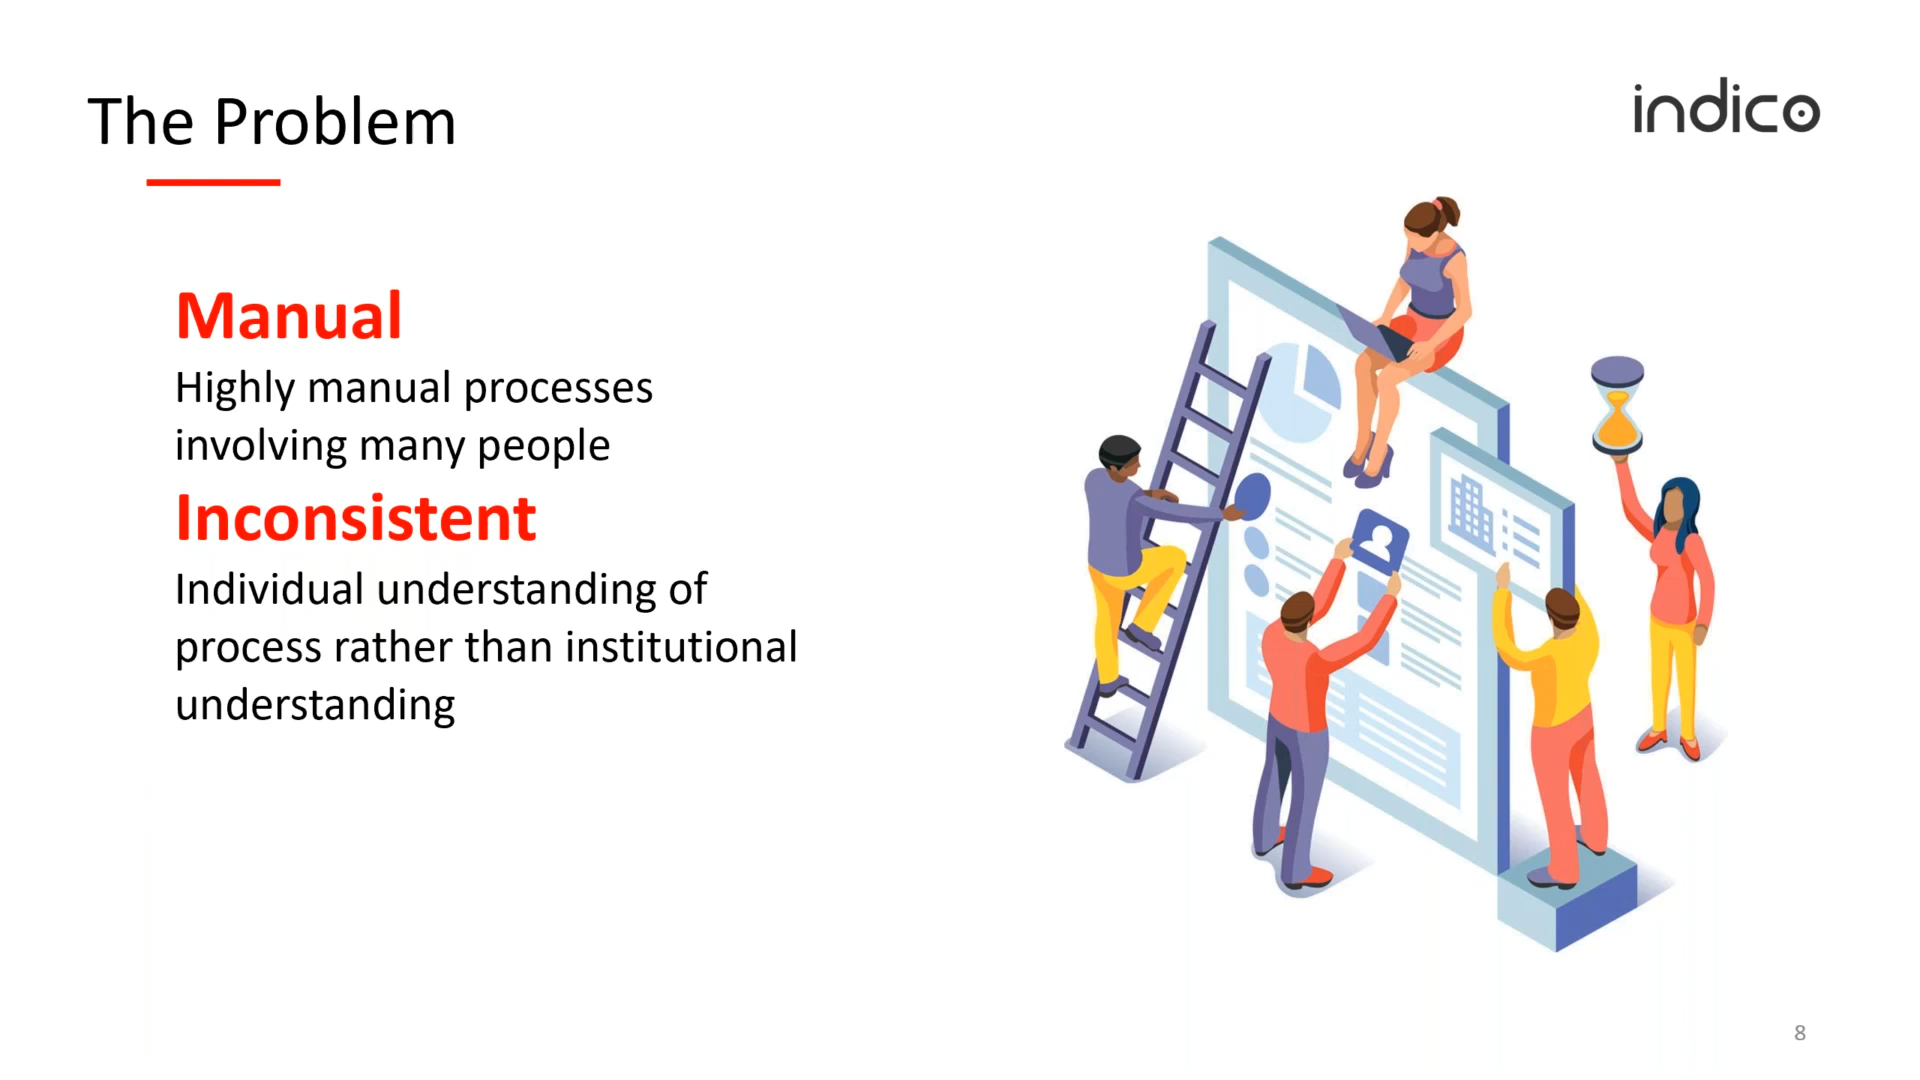 The Problem
indico
Manual
Highly manual processes
involving many people
Inconsistent
Individual understanding of
process rather than institutional
understanding
8